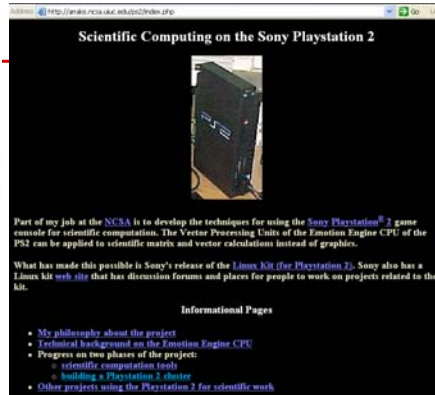 Address http://arrakis.ncsa.uiuc.edu/ps2/index.php Go
Scientific Computing on the Sony Playstation 2
PS2
Part of my job at the NCSA is to develop the techniques for using the Sony Playstation® 2 game
console for scientific computation. The Vector Processing Units of the Emotion Engine CPU of the
PS2 can be applied to scientific matrix and vector calculations instead of graphics.
What has made this possible is Sony's release of the Linux Kit (for Playstation 2). Sony also has a
Linux kit web site that has discussion forums and places for people to work on projects related to the
kit.
Informational Pages
My philosophy about the project
Technical background on the Emotion Engine CPU
Progress on two phases of the project:
scientific computation tools
building a Playstation 2 cluster
Other projects using the Playstation 2 for scientific work